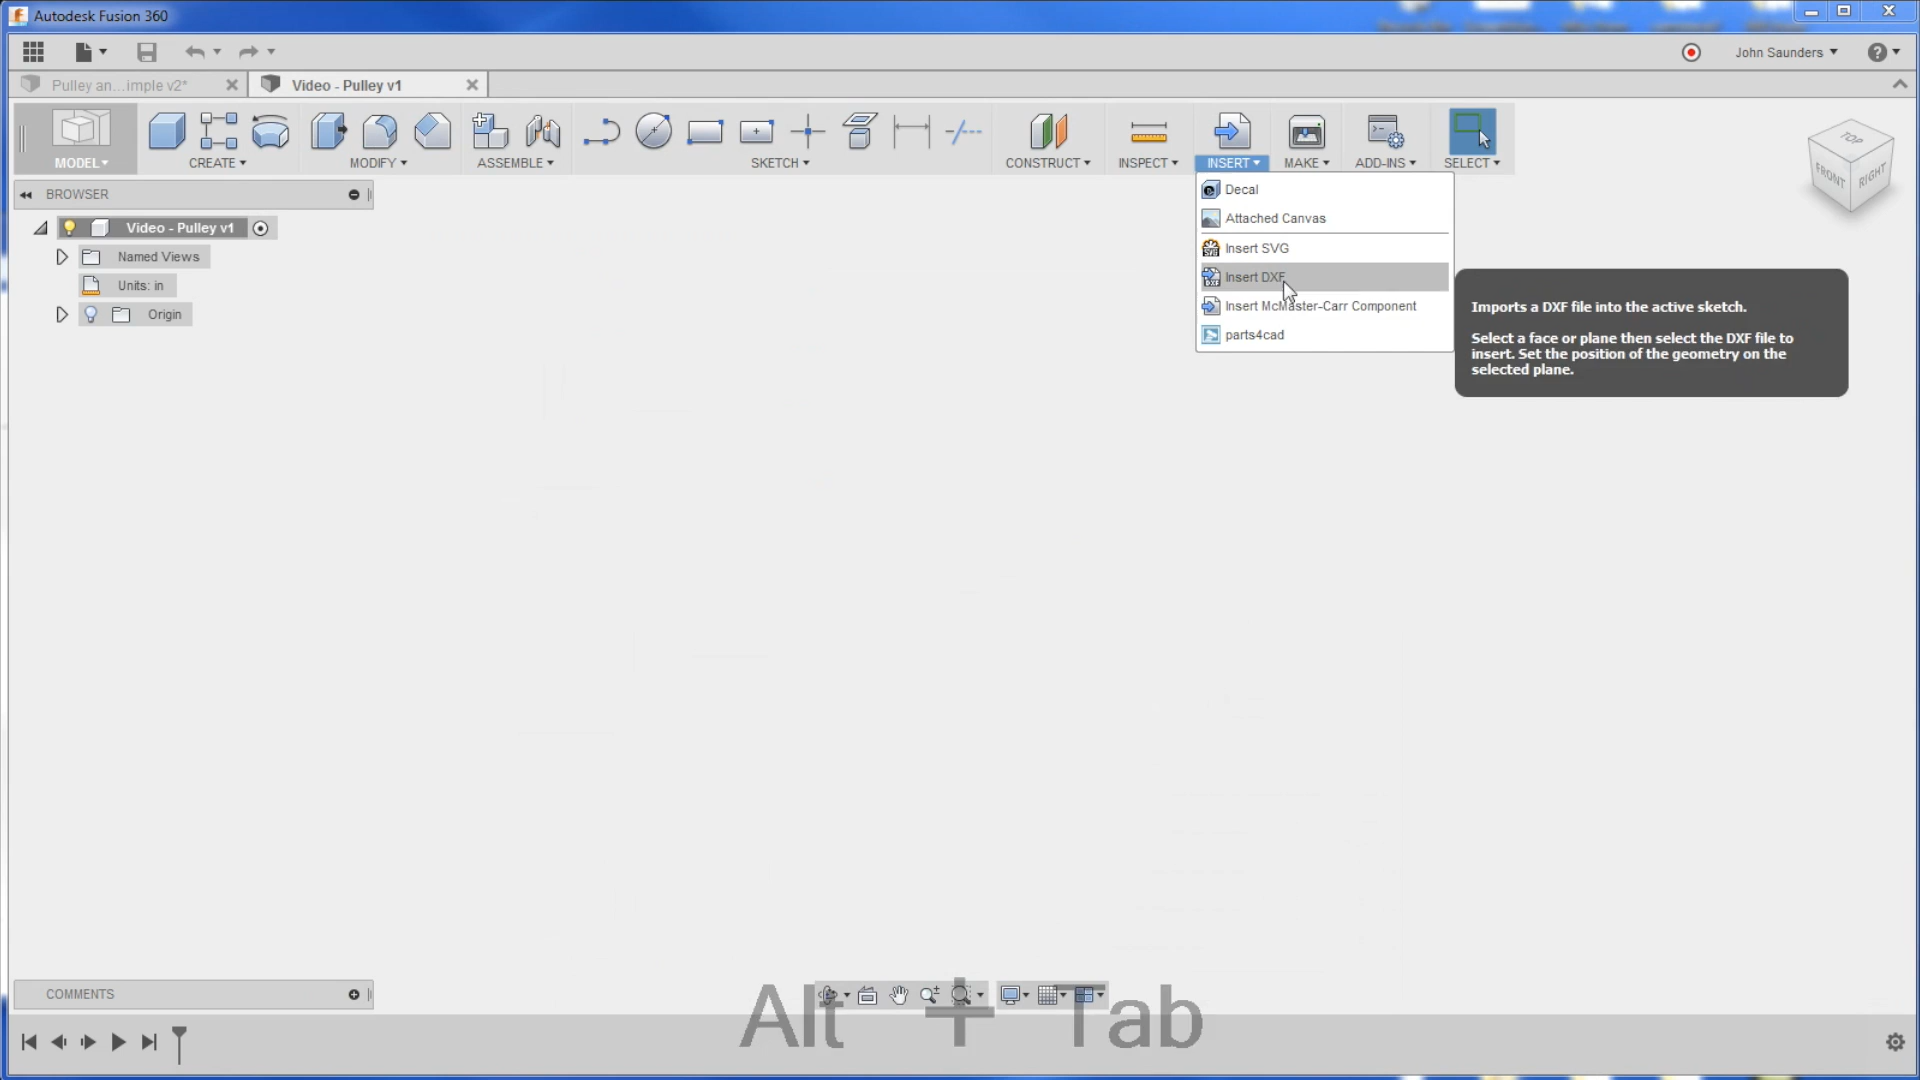 Autodesk Fusion 360
John Saunders
Pulley an...imple v2*
Video - Pulley v1
MODEL
CREATE
MODIFY
ASSEMBLE
SKETCH
CONSTRUCT
INSPECT
INSERT
MAKE
ADD-INS
SELECT
TOP
FRONT
RIGHT
BROWSER
Video - Pulley v1
Named Views
Units: in
Origin
Decal
Attached Canvas
Insert SVG
Insert DXF
Insert McMaster-Carr Component
parts4cad
Imports a DXF file into the active sketch.
Select a face or plane then select the DXF file to
insert. Set the position of the geometry on the
selected plane.
COMMENTS
Alt + Tab